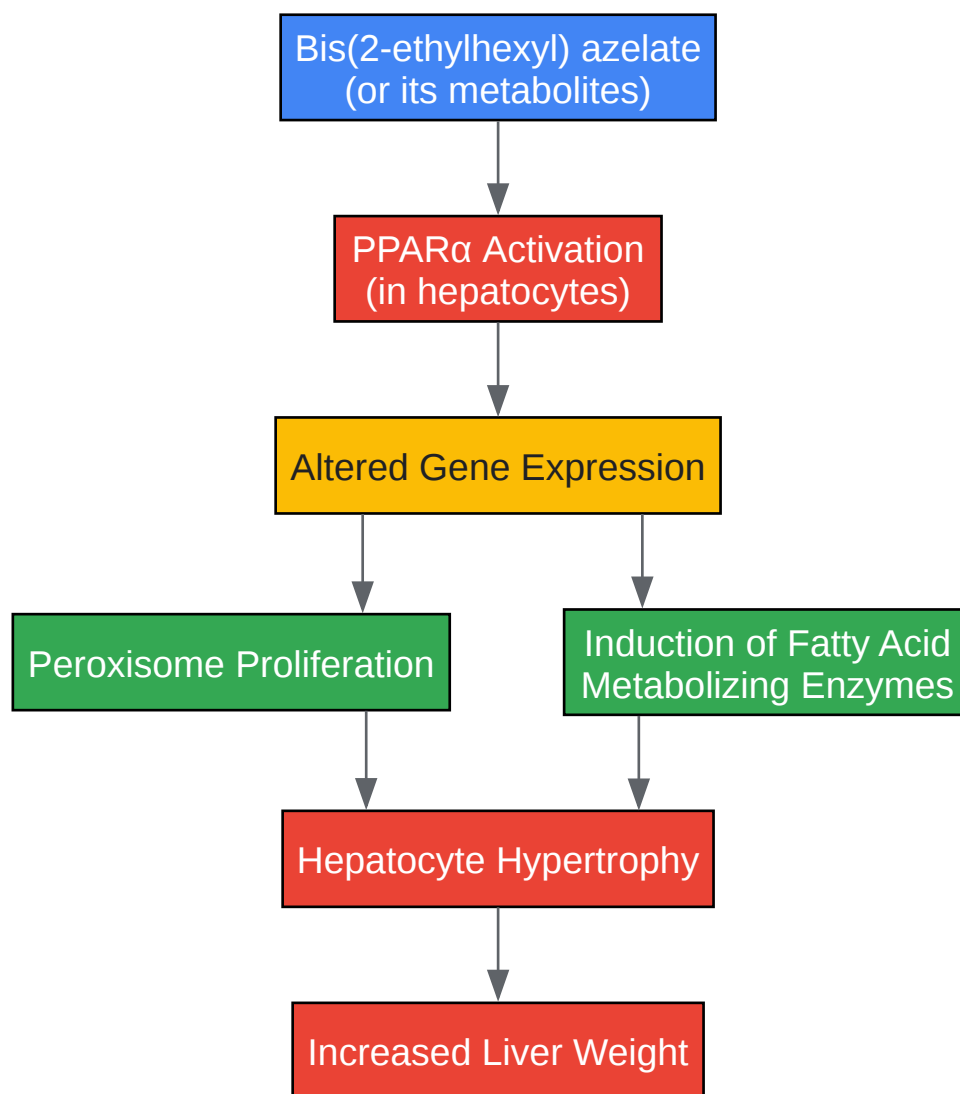 Bis(2-ethylhexyl) azelate
(or its metabolites)
PPARα Activation
(in hepatocytes)
Altered Gene Expression
Peroxisome Proliferation
Induction of Fatty Acid
Metabolizing Enzymes
Hepatocyte Hypertrophy
Increased Liver Weight